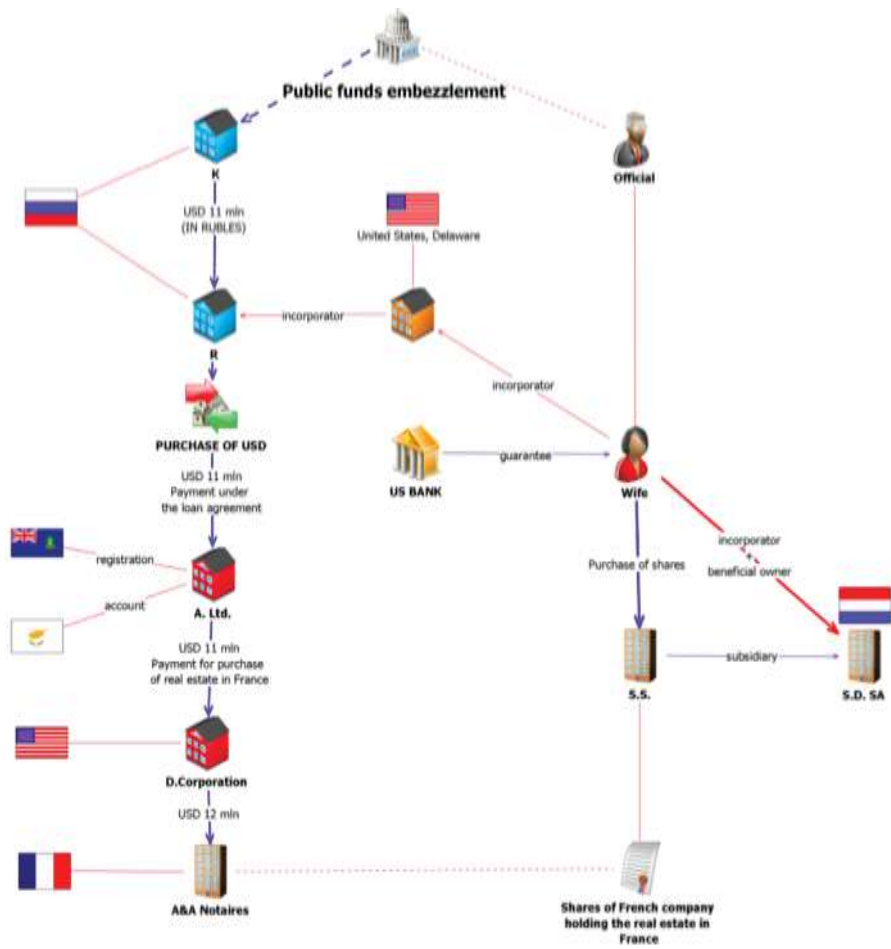 Public funds embezzlement
K
Official
USD 11 mln
(IN RUBLES)
United States, Delaware
incorporator
R
incorporator
PURCHASE OF USD
guarantee
US BANK
Wife
USD 11 mln
Payment under
the loan agreement
incorporator
+
beneficial owner
registration
Purchase of shares
account
A. Ltd.
USD 11 mln
Payment for purchase
of real estate in France
subsidiary
S.S.
S.D. SA
D.Corporation
USD 12 mln
A&A Notaires
Shares of French company
holding the real estate in
France